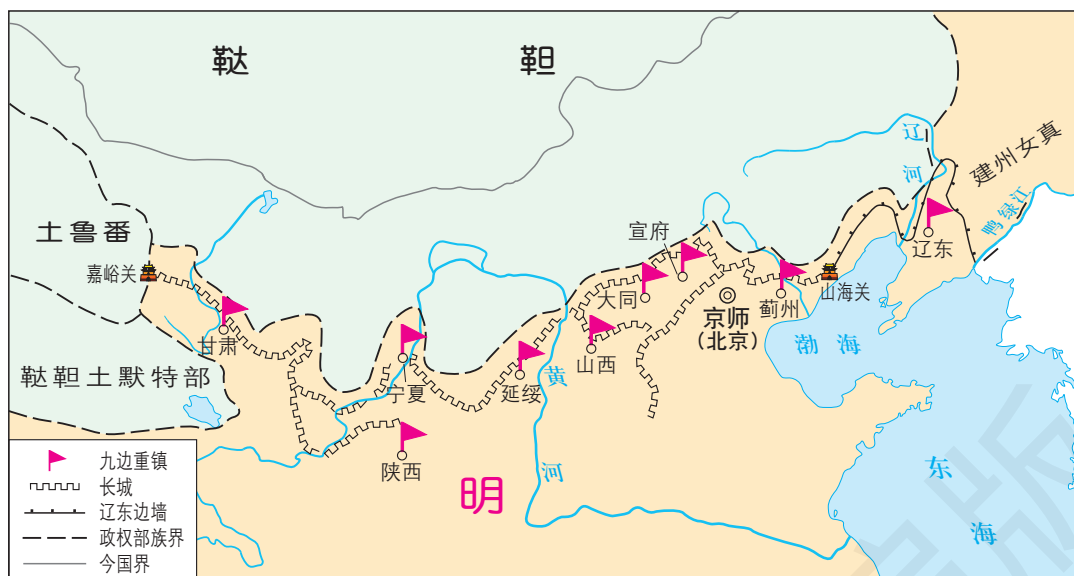 鞑靼
辽河
建州女真
鸭绿江
土鲁番
嘉峪关
宣府
辽东
大同
蓟州
山海关
京师
(北京)
渤海
甘肃
山西
鞑靼土默特部
宁夏
延绥
黄河
陕西
明
东海
九边重镇
长城
辽东边墙
政权部族界
今国界
版